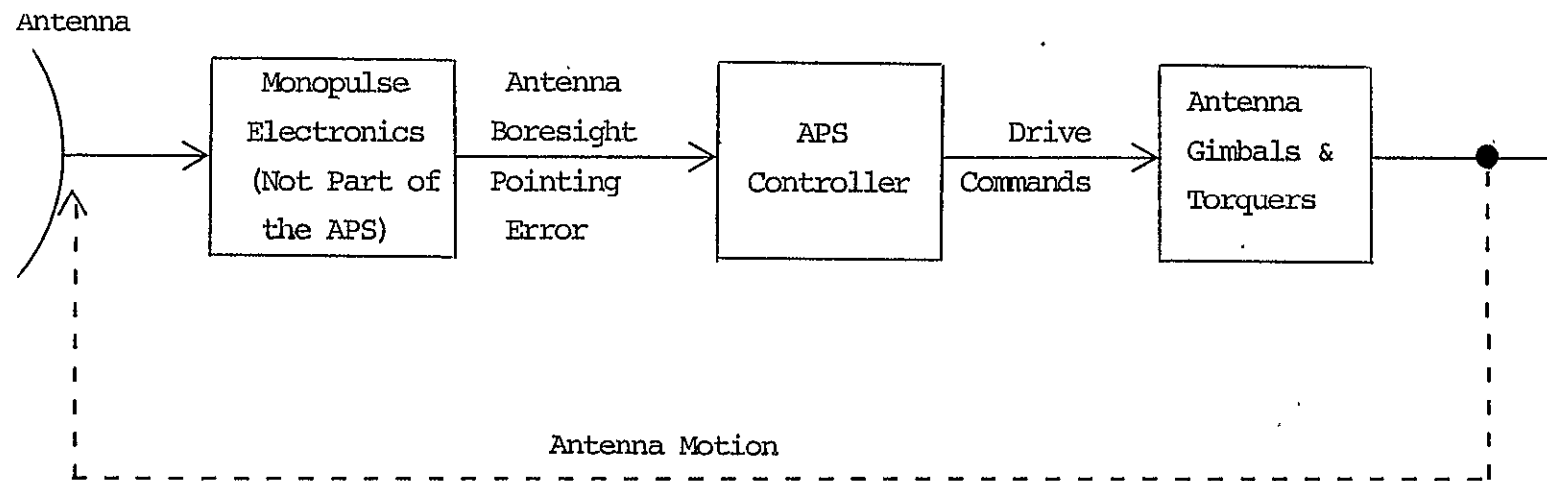 Antenna
Monopulse
Electronics
(Not Part of
the APS)
Antenna
Boresight
Pointing
Error
APS
Controller
Drive
Commands
Antenna
Gimbals &
Torquers
Antenna Motion